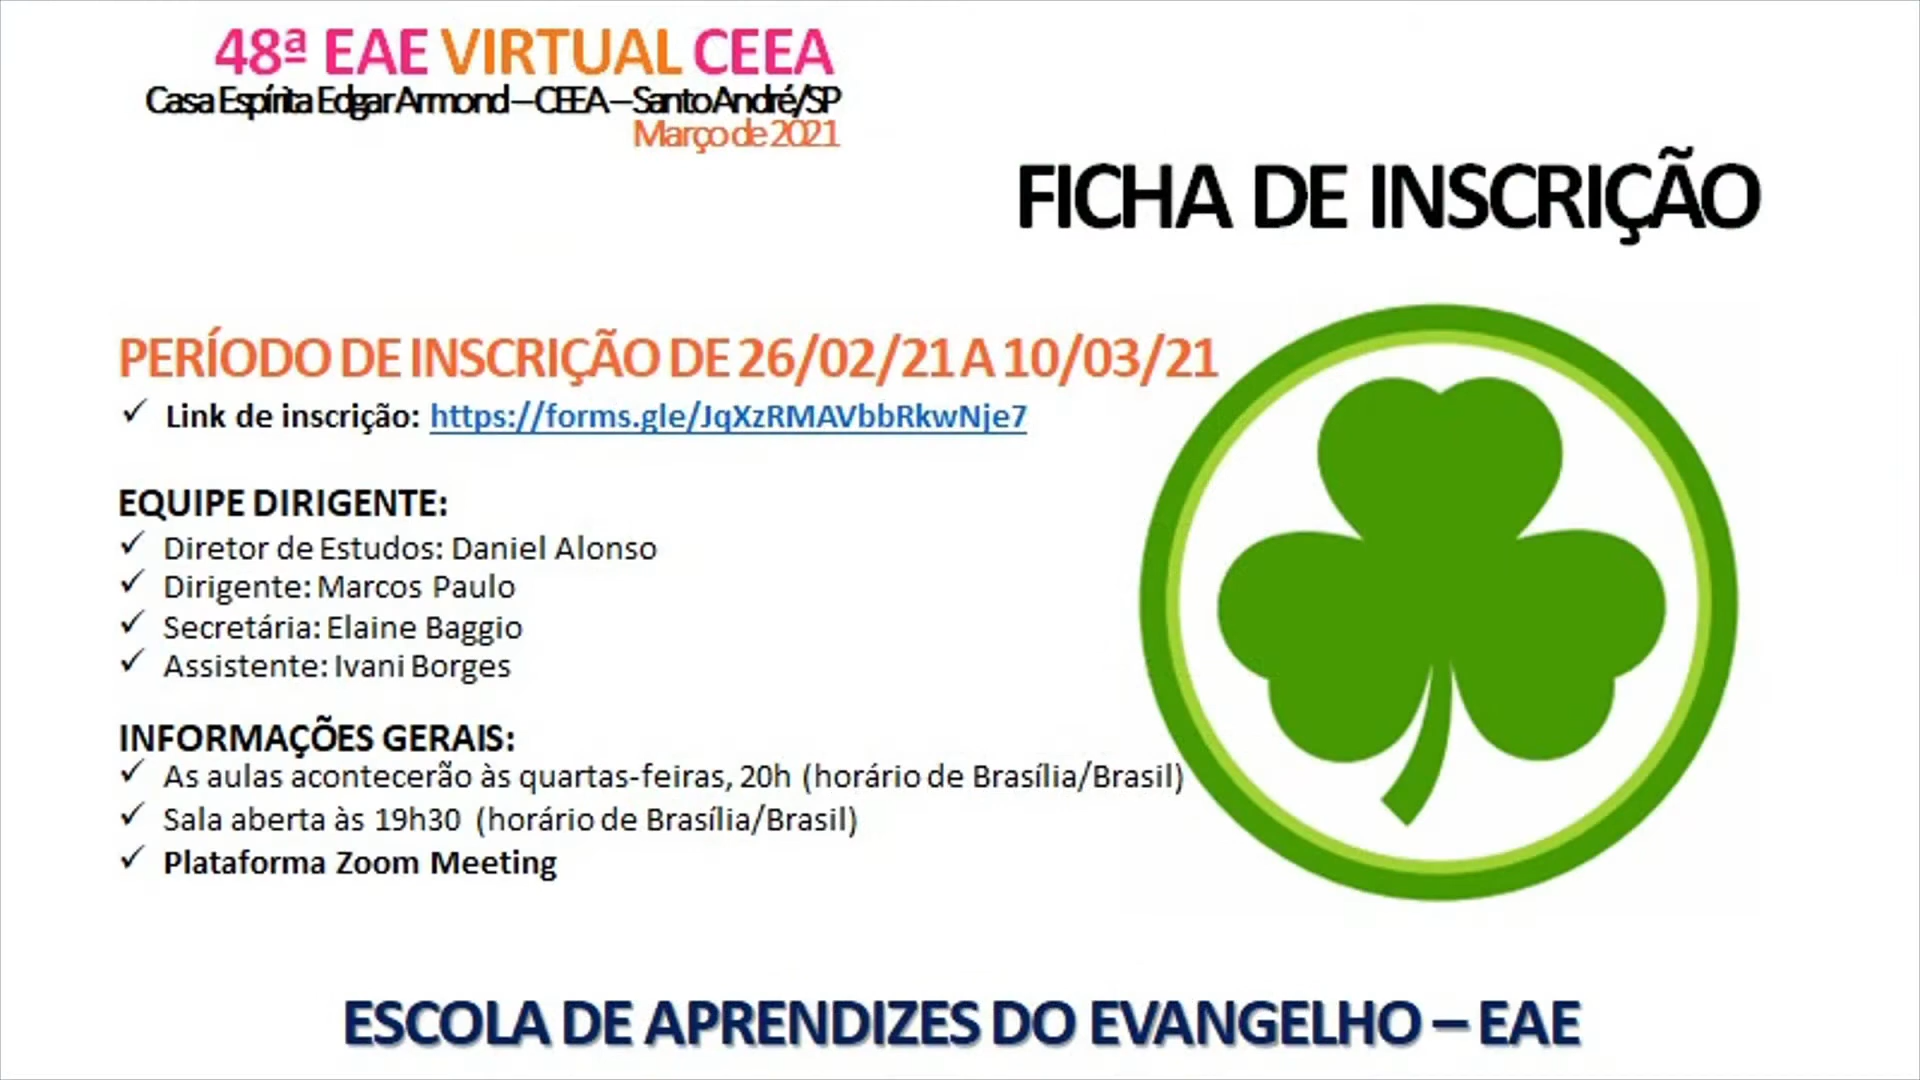 48ª EAE VIRTUAL CEEA
Casa Espírita Edgar Armond – CEEA – Santo André/SP
Março de 2021
FICHA DE INSCRIÇÃO
PERÍODO DE INSCRIÇÃO DE 26/02/21 A 10/03/21
✓ Link de inscrição: https://forms.gle/JqXzRMAVbbRkwNje7
EQUIPE DIRIGENTE:
✓ Diretor de Estudos: Daniel Alonso
✓ Dirigente: Marcos Paulo
✓ Secretária: Elaine Baggio
✓ Assistente: Ivani Borges
INFORMAÇÕES GERAIS:
✓ As aulas acontecerão às quartas-feiras, 20h (horário de Brasília/Brasil)
✓ Sala aberta às 19h30 (horário de Brasília/Brasil)
✓ Plataforma Zoom Meeting
ESCOLA DE APRENDIZES DO EVANGELHO – EAE